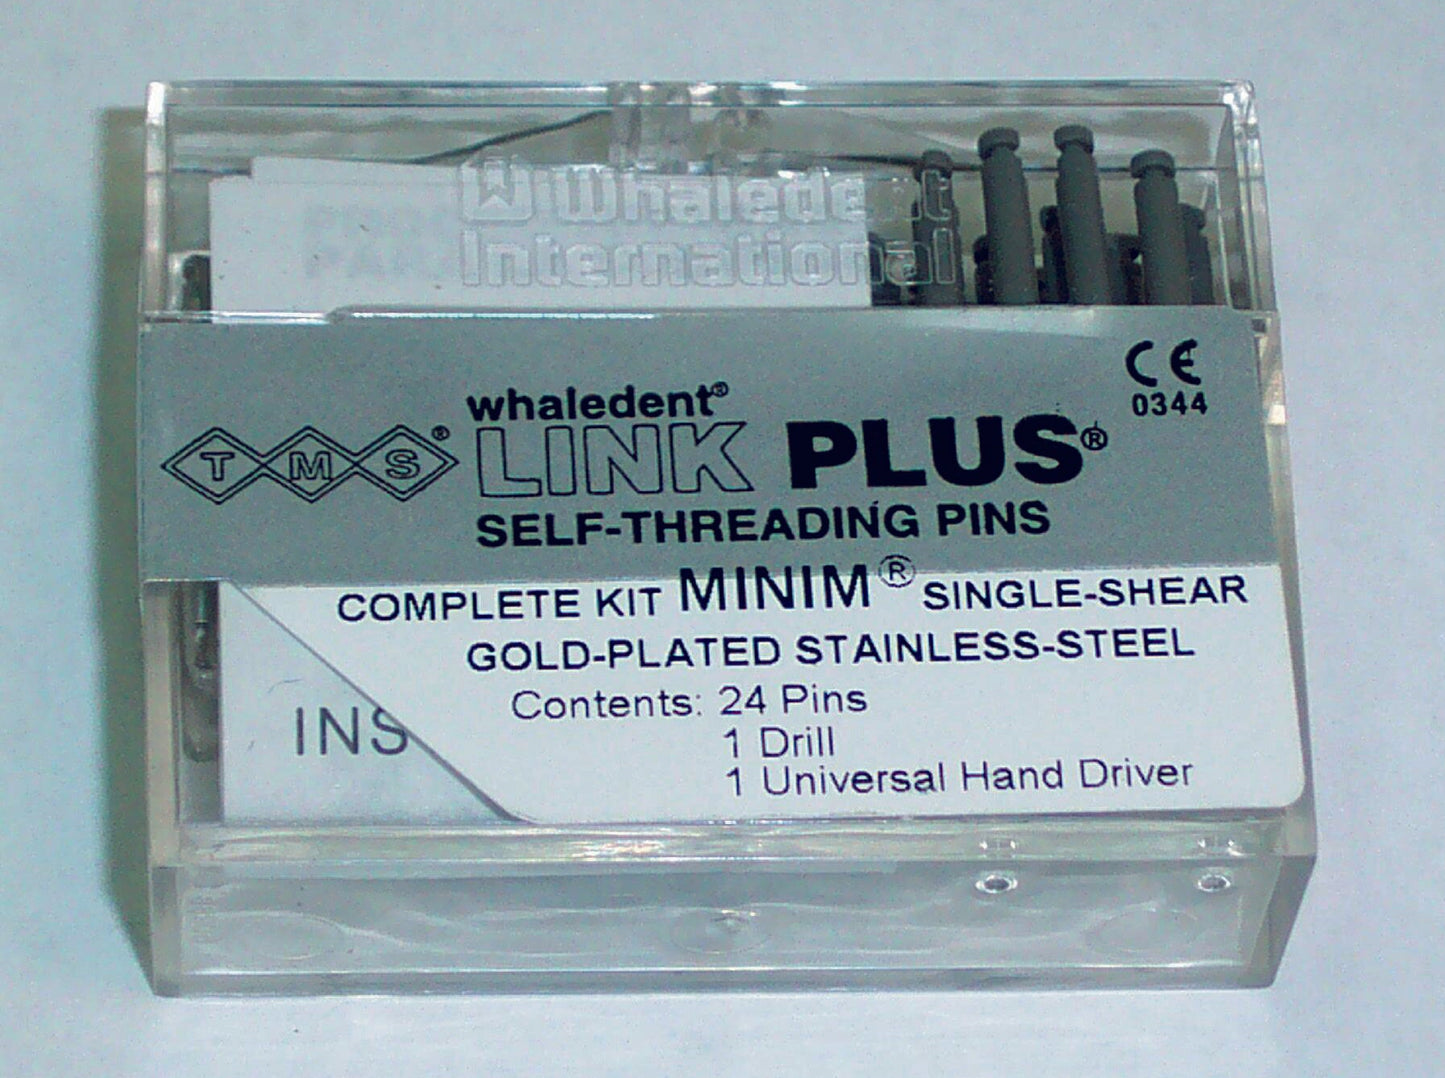 W Whaledent
International
CE
0344
whaledent®
TMS®
LINK PLUS®
SELF-THREADING PINS
COMPLETE KIT MINIM® SINGLE-SHEAR
GOLD-PLATED STAINLESS-STEEL
Contents: 24 Pins
1 Drill
1 Universal Hand Driver
INS